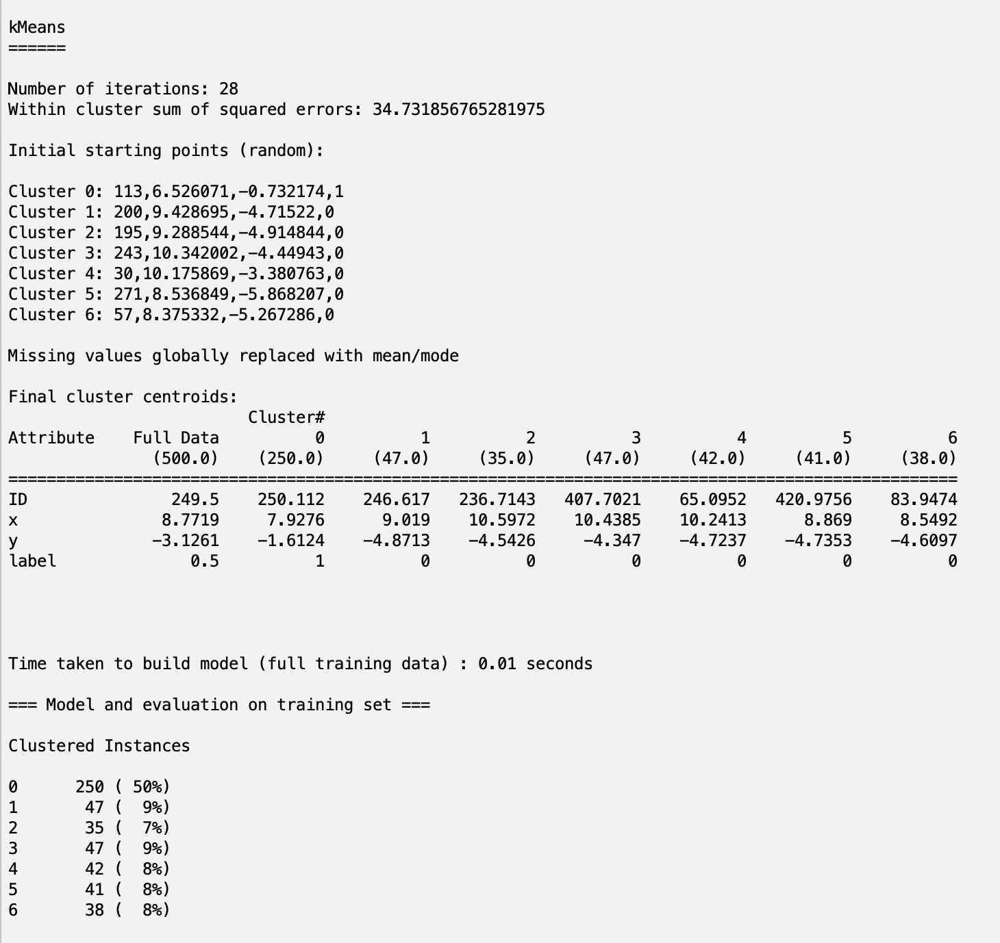 kMeans
======
Number of iterations: 28
Within cluster sum of squared errors: 34.731856765281975
Initial starting points (random):
Cluster 0: 113,6.526071,−0.732174,1
Cluster 1: 200,9.428695,−4.71522,0
Cluster 2: 195,9.288544,−4.914844,0
Cluster 3: 243,10.342002,−4.44943,0
Cluster 4: 30,10.175869,−3.380763,0
Cluster 5: 271,8.536849,−5.868207,0
Cluster 6: 57,8.375332,−5.267286,0
Missing values globally replaced with mean/mode
Final cluster centroids:
                         Cluster#
Attribute    Full Data          0          1          2          3          4          5          6
               (500.0)    (250.0)     (47.0)     (35.0)     (47.0)     (42.0)     (41.0)     (38.0)
===================================================================================================
ID               249.5    250.112    246.617   236.7143   407.7021    65.0952   420.9756    83.9474
x               8.7719     7.9276      9.019    10.5972    10.4385    10.2413      8.869     8.5492
y              −3.1261    −1.6124    −4.8713    −4.5426     −4.347    −4.7237    −4.7353    −4.6097
label              0.5          1          0          0          0          0          0          0
Time taken to build model (full training data) : 0.01 seconds
=== Model and evaluation on training set ===
Clustered Instances
0      250 ( 50%)
1       47 (  9%)
2       35 (  7%)
3       47 (  9%)
4       42 (  8%)
5       41 (  8%)
6       38 (  8%)